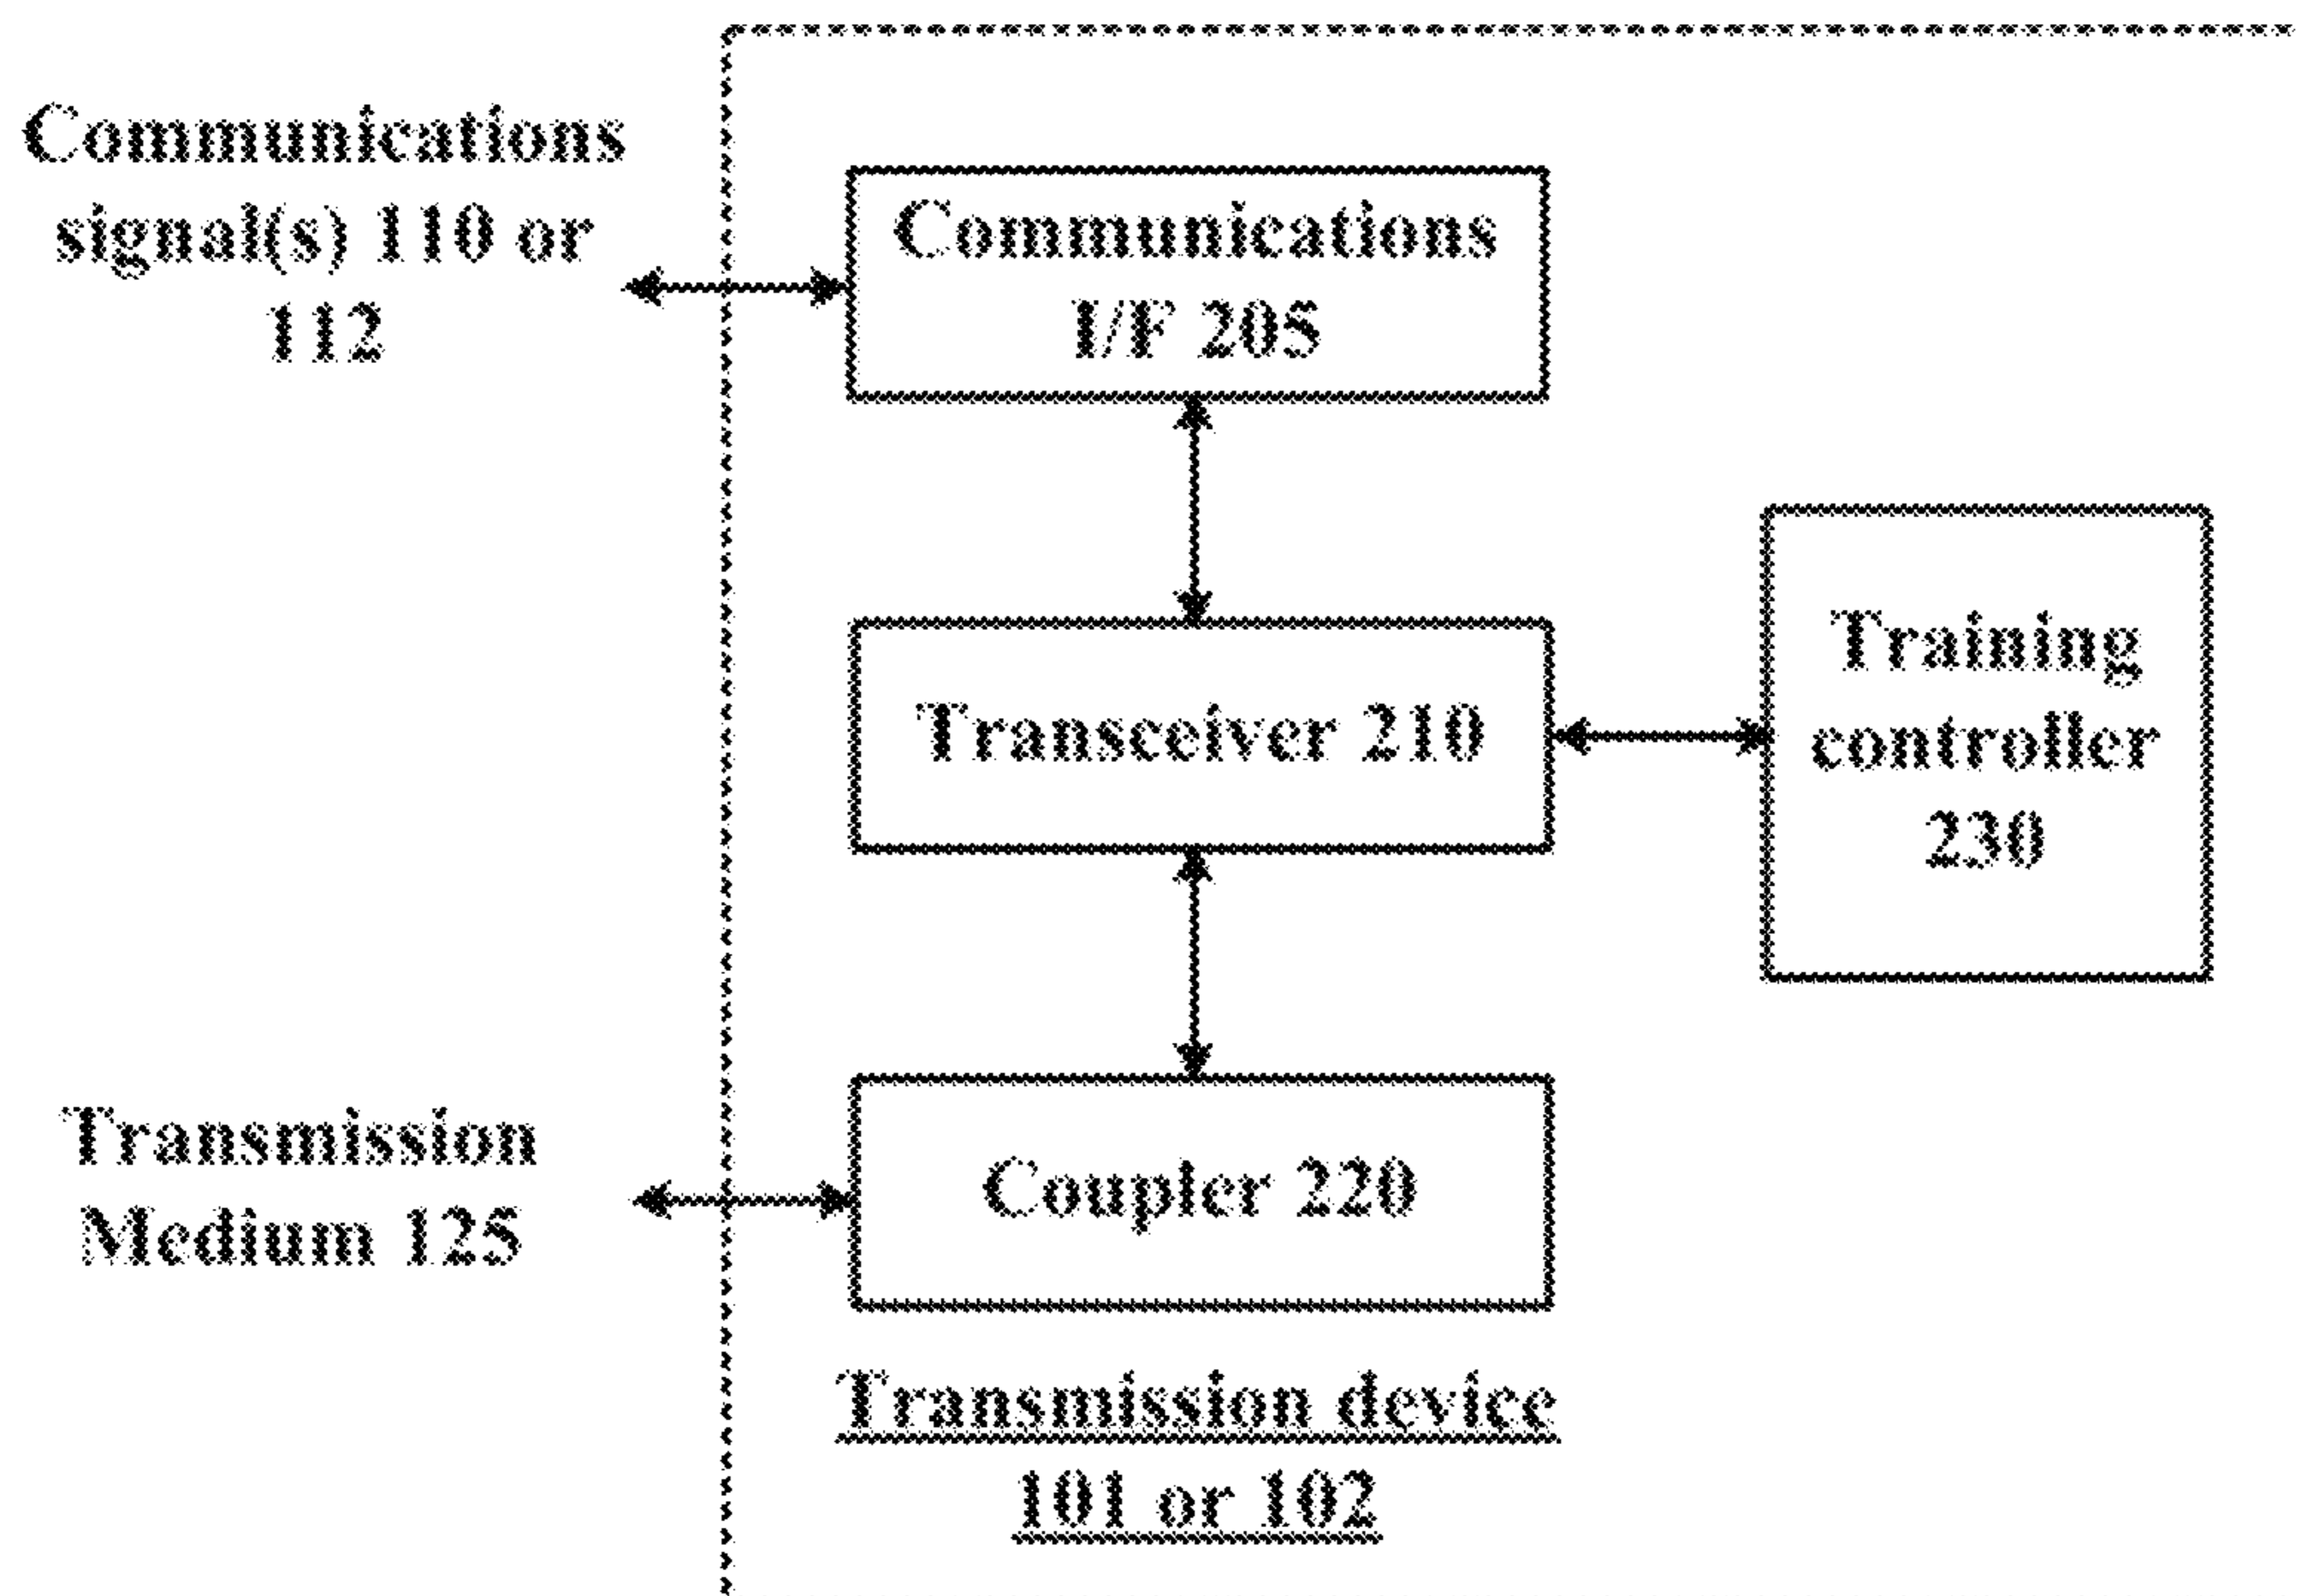 Communications
signal(s) 110 or
112
Communications
I/F 205
Transceiver 210
Training
controller
230
Coupler 220
Transmission
Medium 125
Transmission device
101 or 102